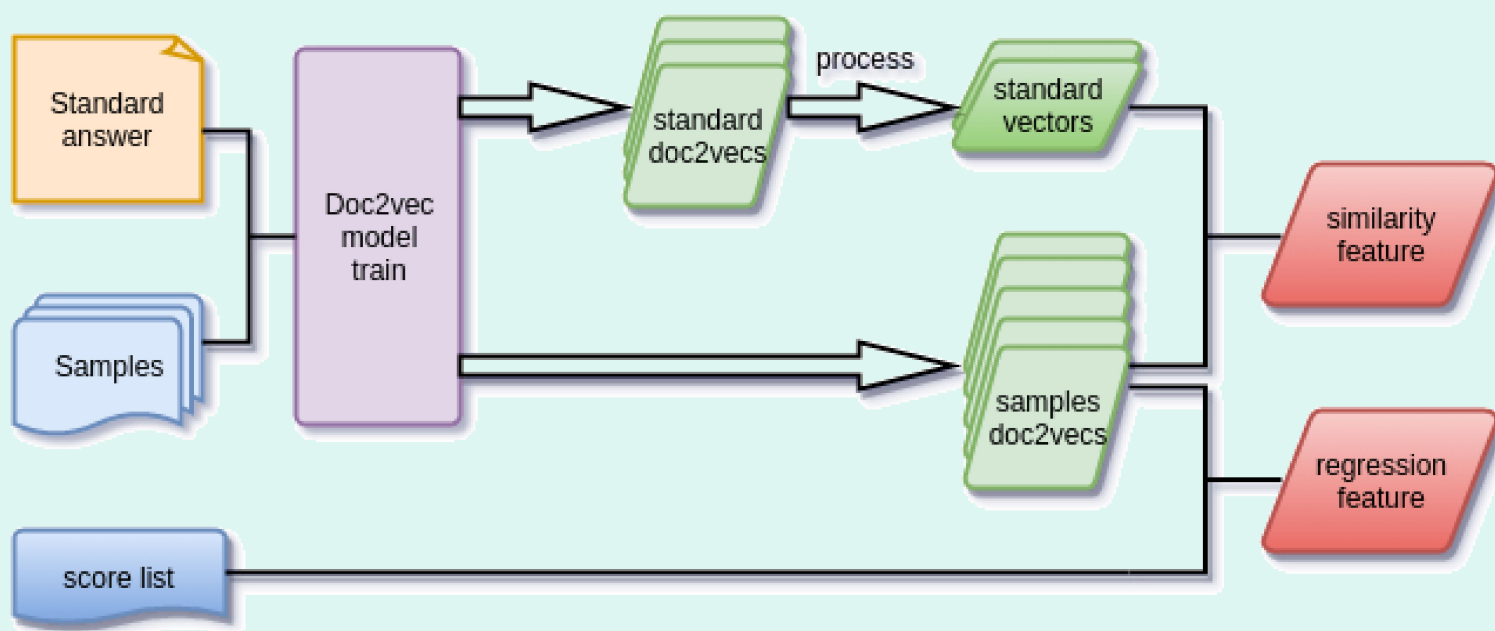 Standard
answer
Samples
score list
Doc2vec
model
train
standard
doc2vecs
process
standard
vectors
samples
doc2vecs
similarity
feature
regression
feature